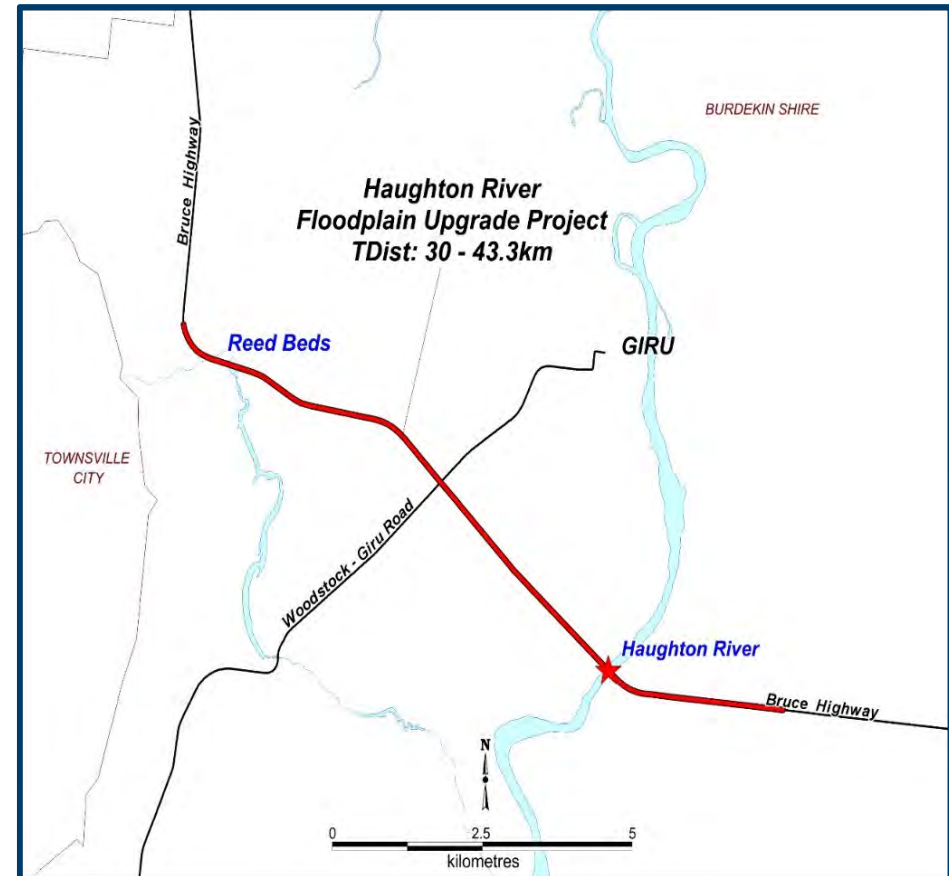 BURDEKIN SHIRE
Bruce Highway
Haughton River
Floodplain Upgrade Project
TDist: 30 - 43.3km
Reed Beds
GIRU
TOWNSVILLE
CITY
Woodstock - Giru Road
Haughton River
Bruce Highway
N
0 2.5 5
kilometres